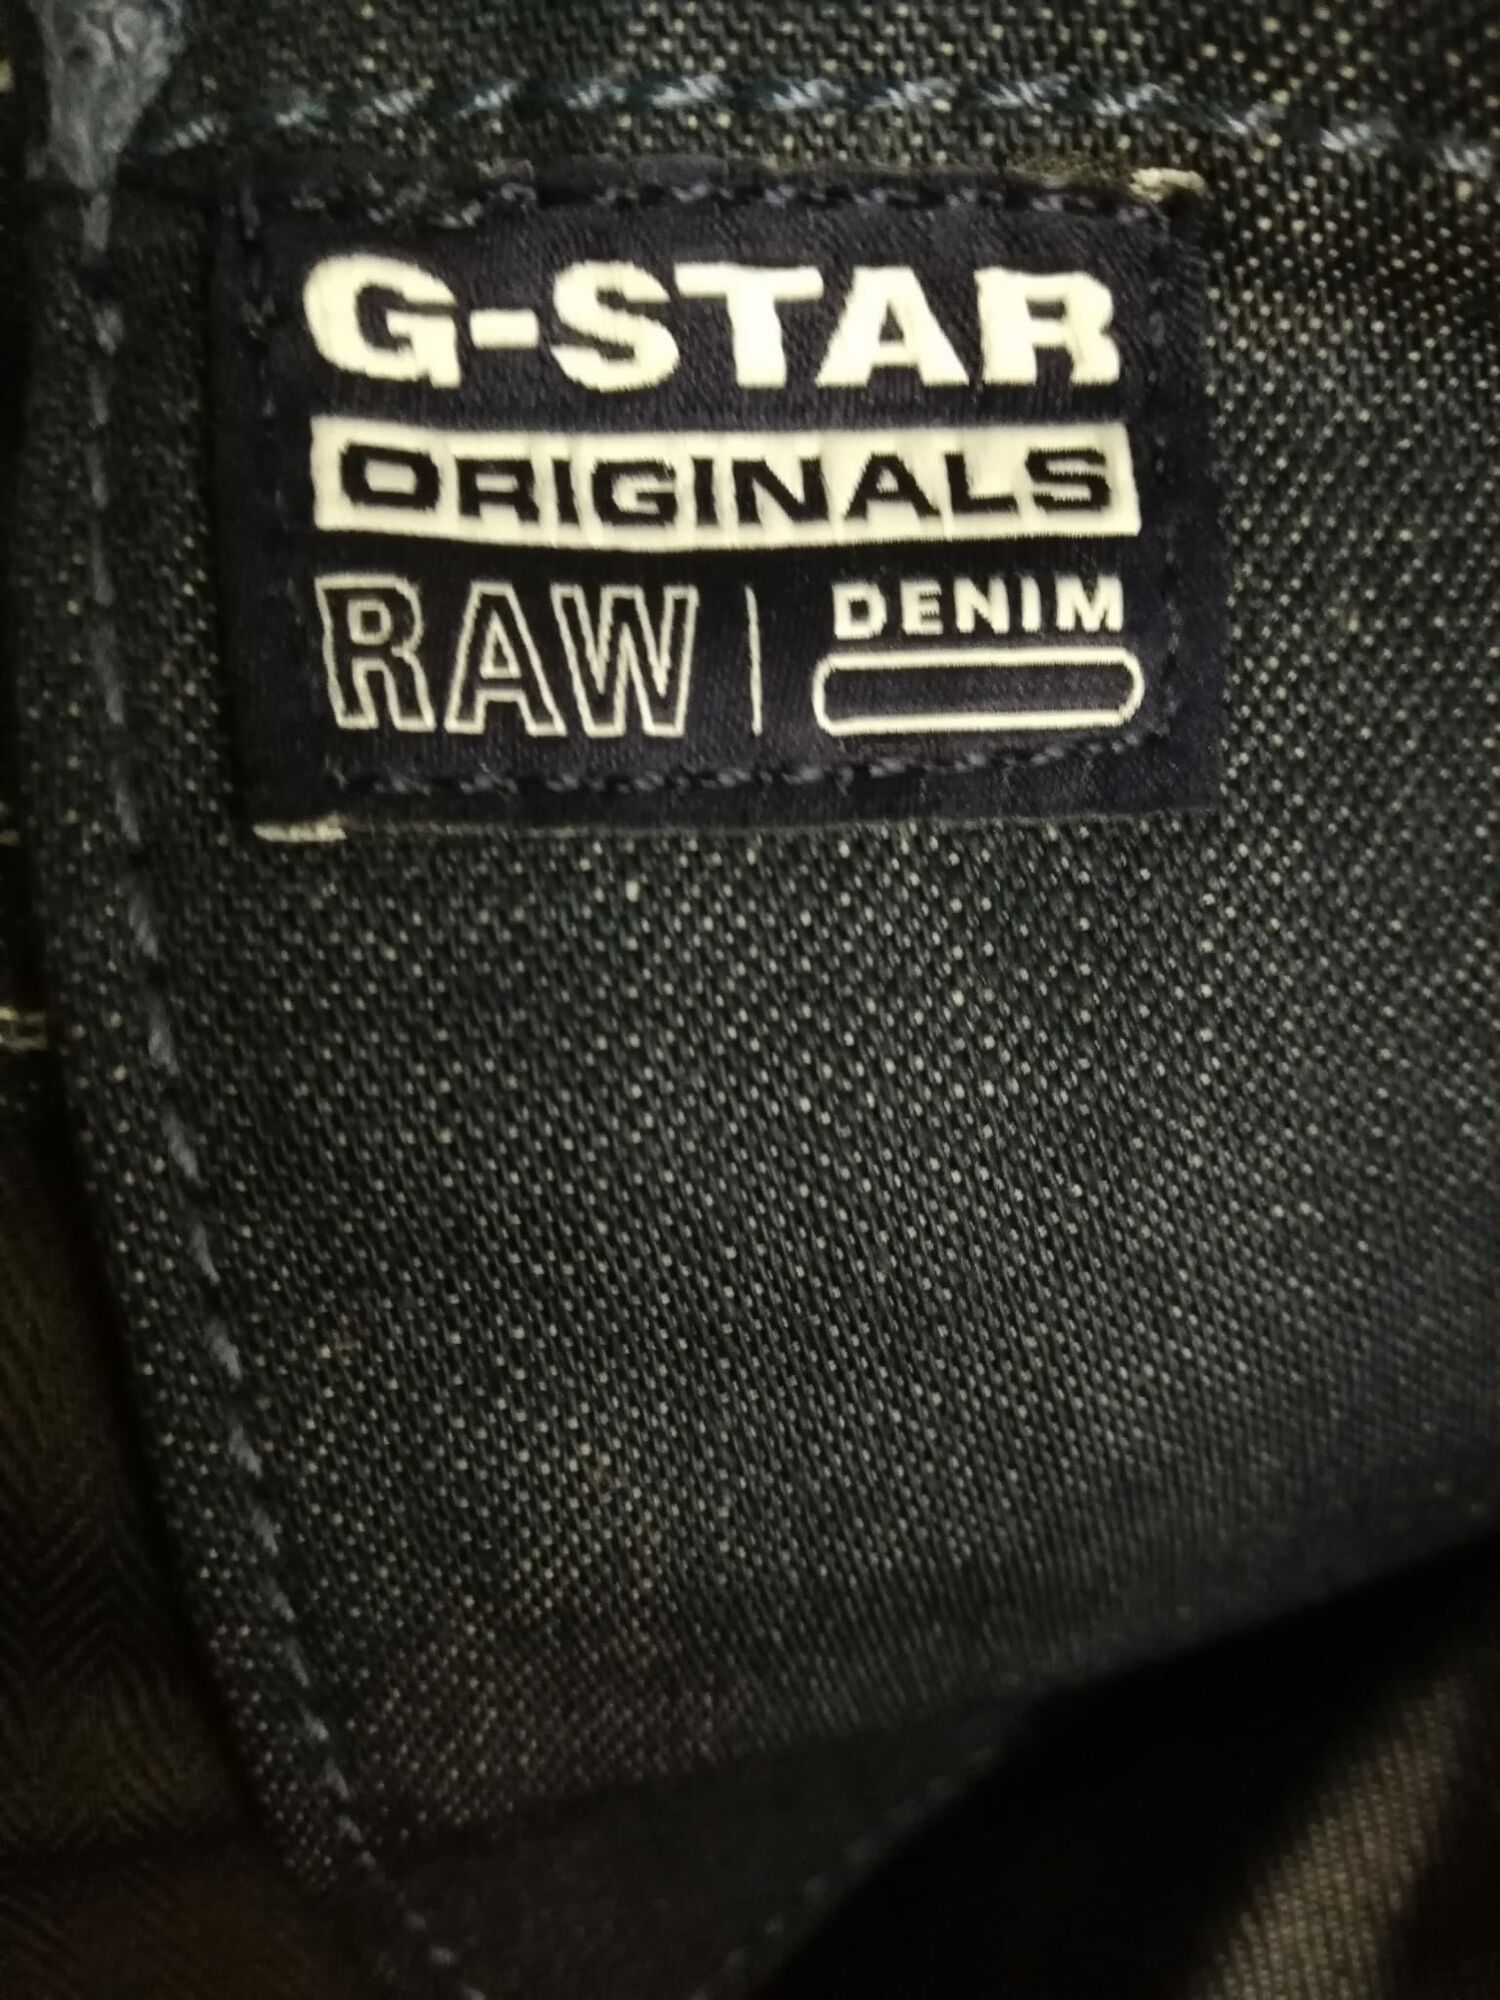 G-STAR
ORIGINALS
RAW | DENIM